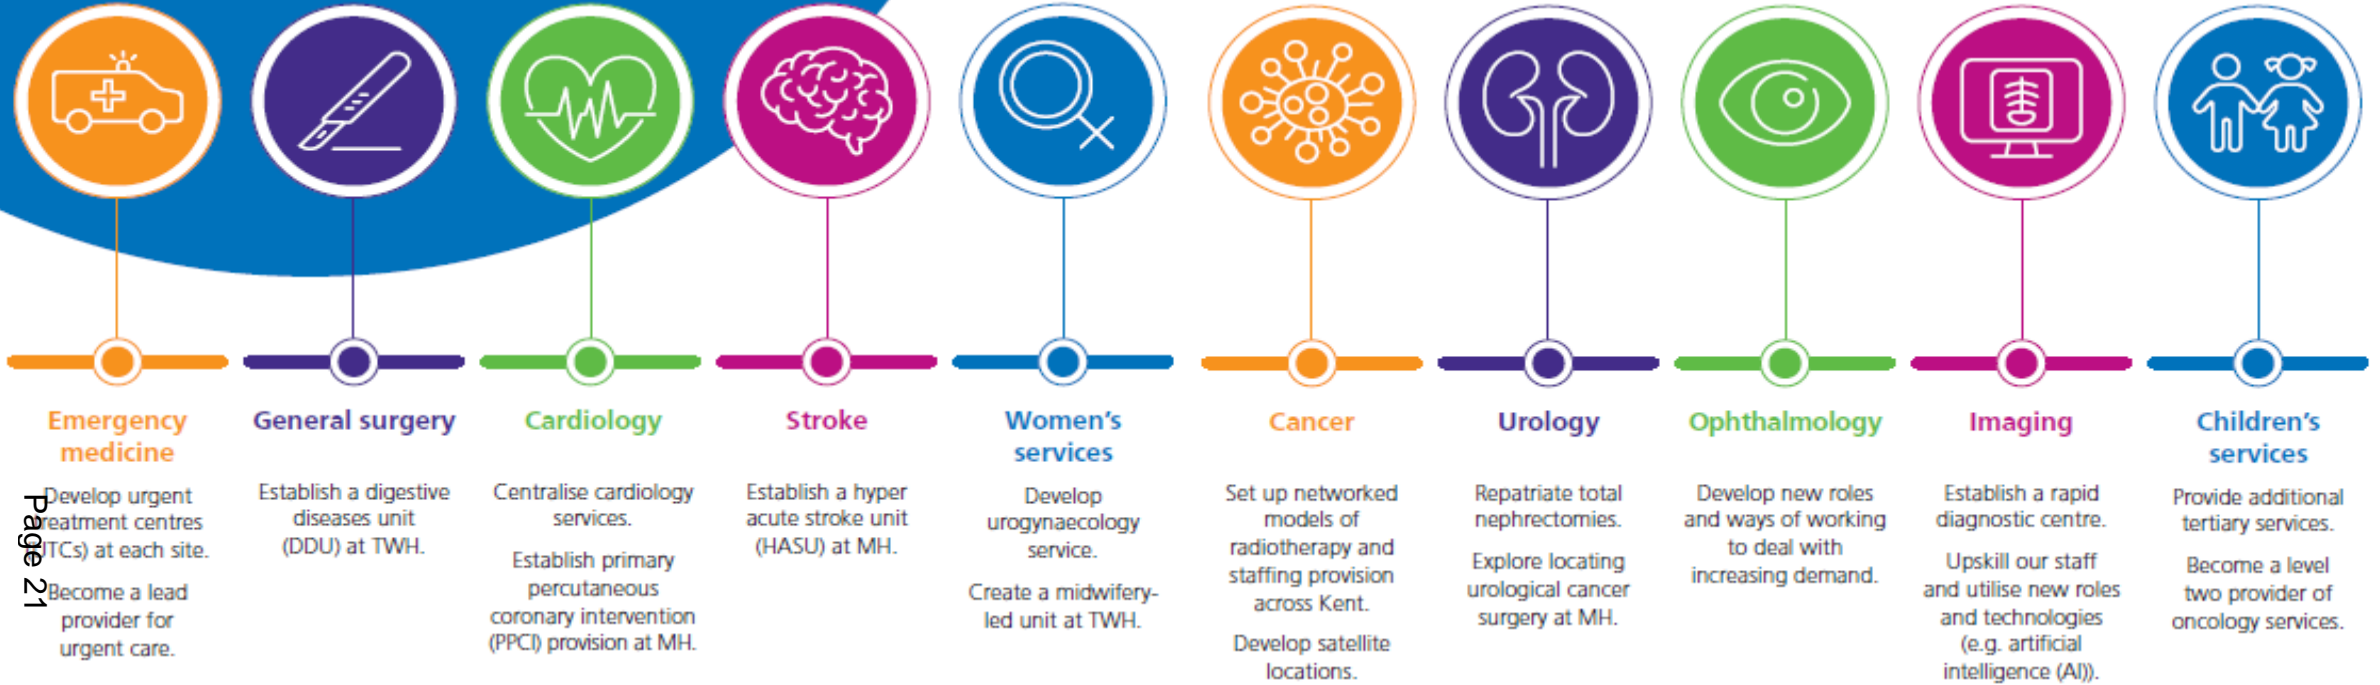 Emergency
medicine
Develop urgent
treatment centres
(UTCs) at each site.
Become a lead
provider for
urgent care.
General surgery
Establish a digestive
diseases unit
(DDU) at TWH.
Cardiology
Centralise cardiology
services.
Establish primary
percutaneous
coronary intervention
(PPCI) provision at MH.
Stroke
Establish a hyper
acute stroke unit
(HASU) at MH.
Women's
services
Develop
urogynaecology
service.
Create a midwifery-
led unit at TWH.
Cancer
Set up networked
models of
radiotherapy and
staffing provision
across Kent.
Develop satellite
locations.
Urology
Repatriate total
nephrectomies.
Explore locating
urological cancer
surgery at MH.
Ophthalmology
Develop new roles
and ways of working
to deal with
increasing demand.
Imaging
Establish a rapid
diagnostic centre.
Upskill our staff
and utilise new roles
and technologies
(e.g. artificial
intelligence (AI)).
Children's
services
Provide additional
tertiary services.
Become a level
two provider of
oncology services.
Page 21